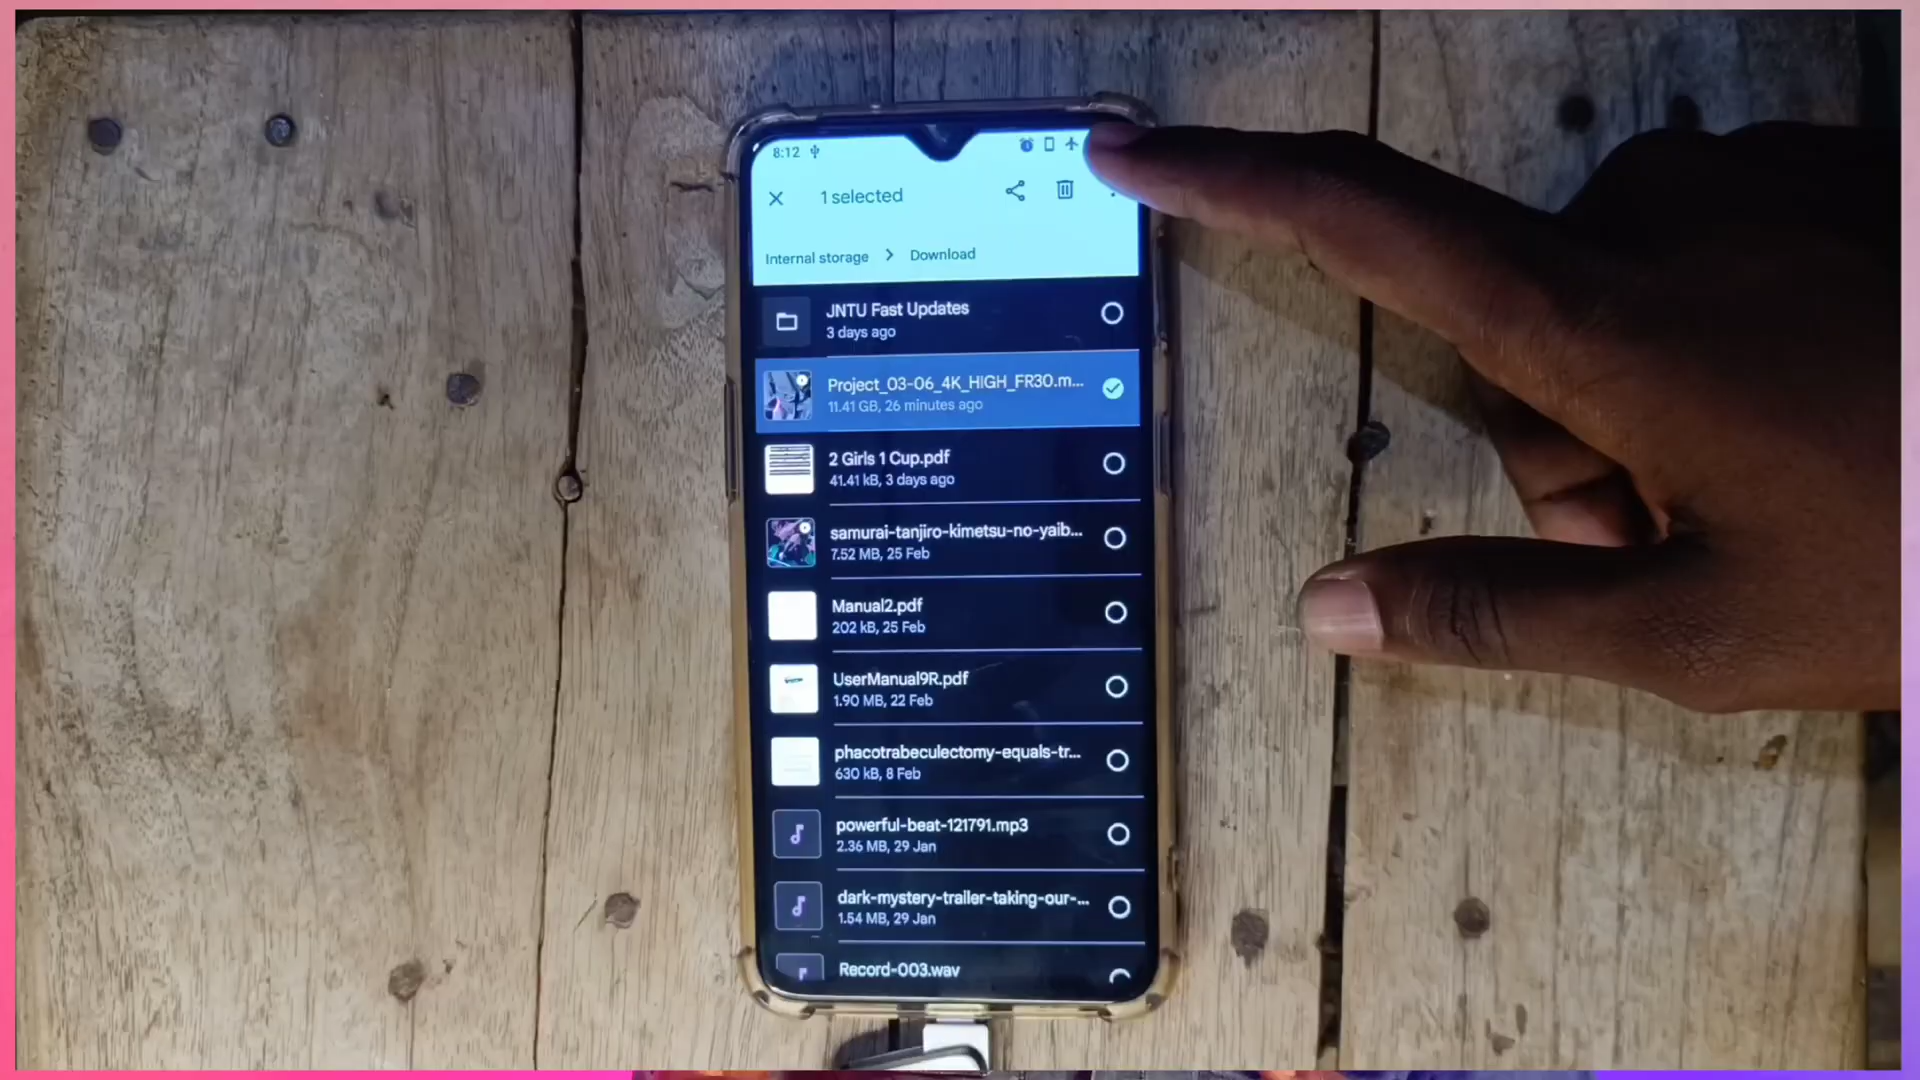 8:12
1 selected
Internal storage > Download
JNTU Fast Updates
3 days ago
Project_03-06_4K_HIGH_FR30.m...
11.41 GB, 26 minutes ago
2 Girls 1 Cup.pdf
41.41 kB, 3 days ago
samurai-tanjiro-kimetsu-no-yaib...
7.52 MB, 25 Feb
Manual2.pdf
202 kB, 25 Feb
UserManual9R.pdf
1.90 MB, 22 Feb
phacotrabeculectomy-equals-tr...
630 kB, 8 Feb
powerful-beat-121791.mp3
2.36 MB, 29 Jan
dark-mystery-trailer-taking-our-...
1.54 MB, 29 Jan
Record-003.wav